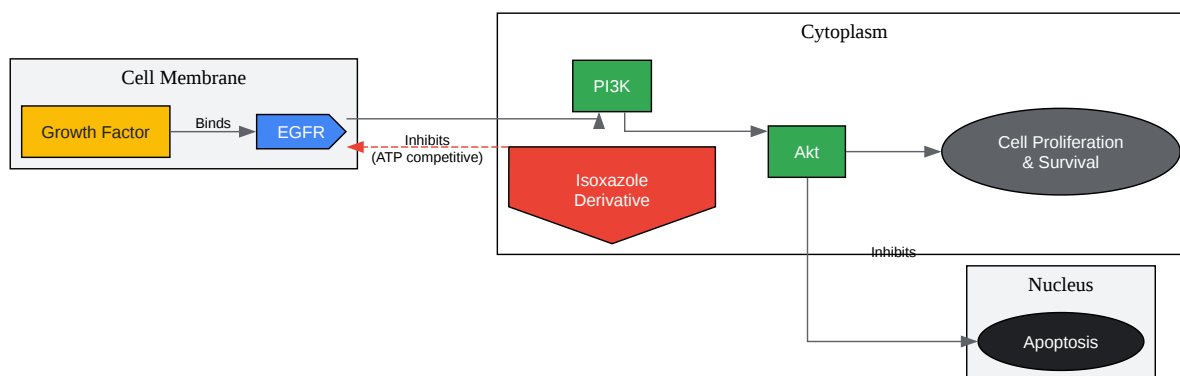 Cytoplasm
Cell Membrane
PI3K
Growth Factor
Binds
EGFR
Inhibits
(ATP competitive)
Akt
Cell Proliferation
& Survival
Isoxazole
Derivative
Inhibits
Nucleus
Apoptosis